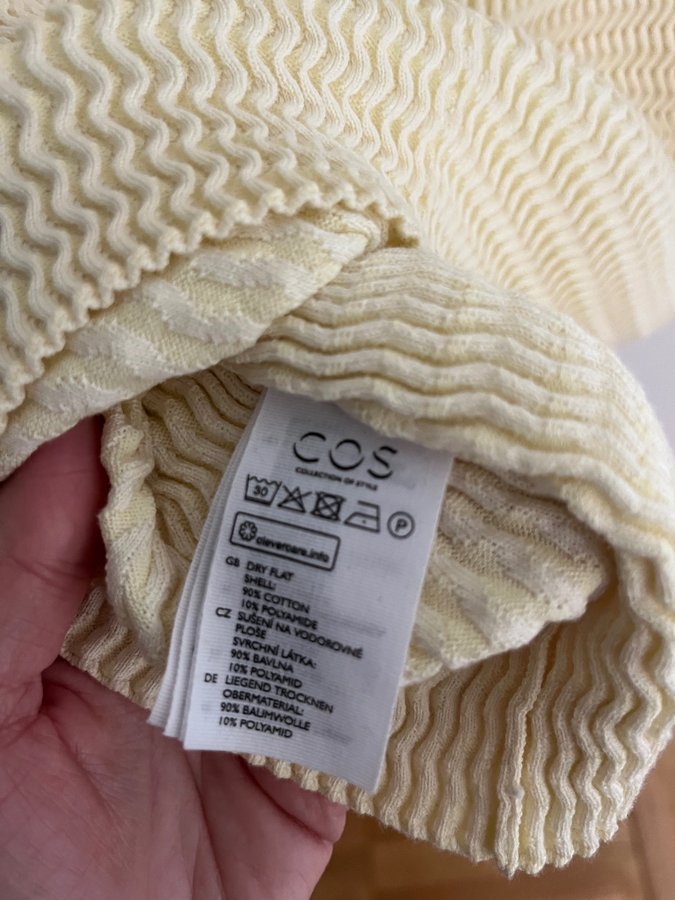 COS
COLLECTION OF STYLE
30
P
clevercare.info
GB DRY FLAT
SHELL:
90% COTTON
10% POLYAMIDE
CZ SUŠENÍ NA VODOROVNÉ
PLOŠE
SVRCHNÍ LÁTKA:
90% BAVLNA
10% POLYAMID
DE LIEGEND TROCKNEN
OBERMATERIAL:
90% BAUMWOLLE
10% POLYAMID